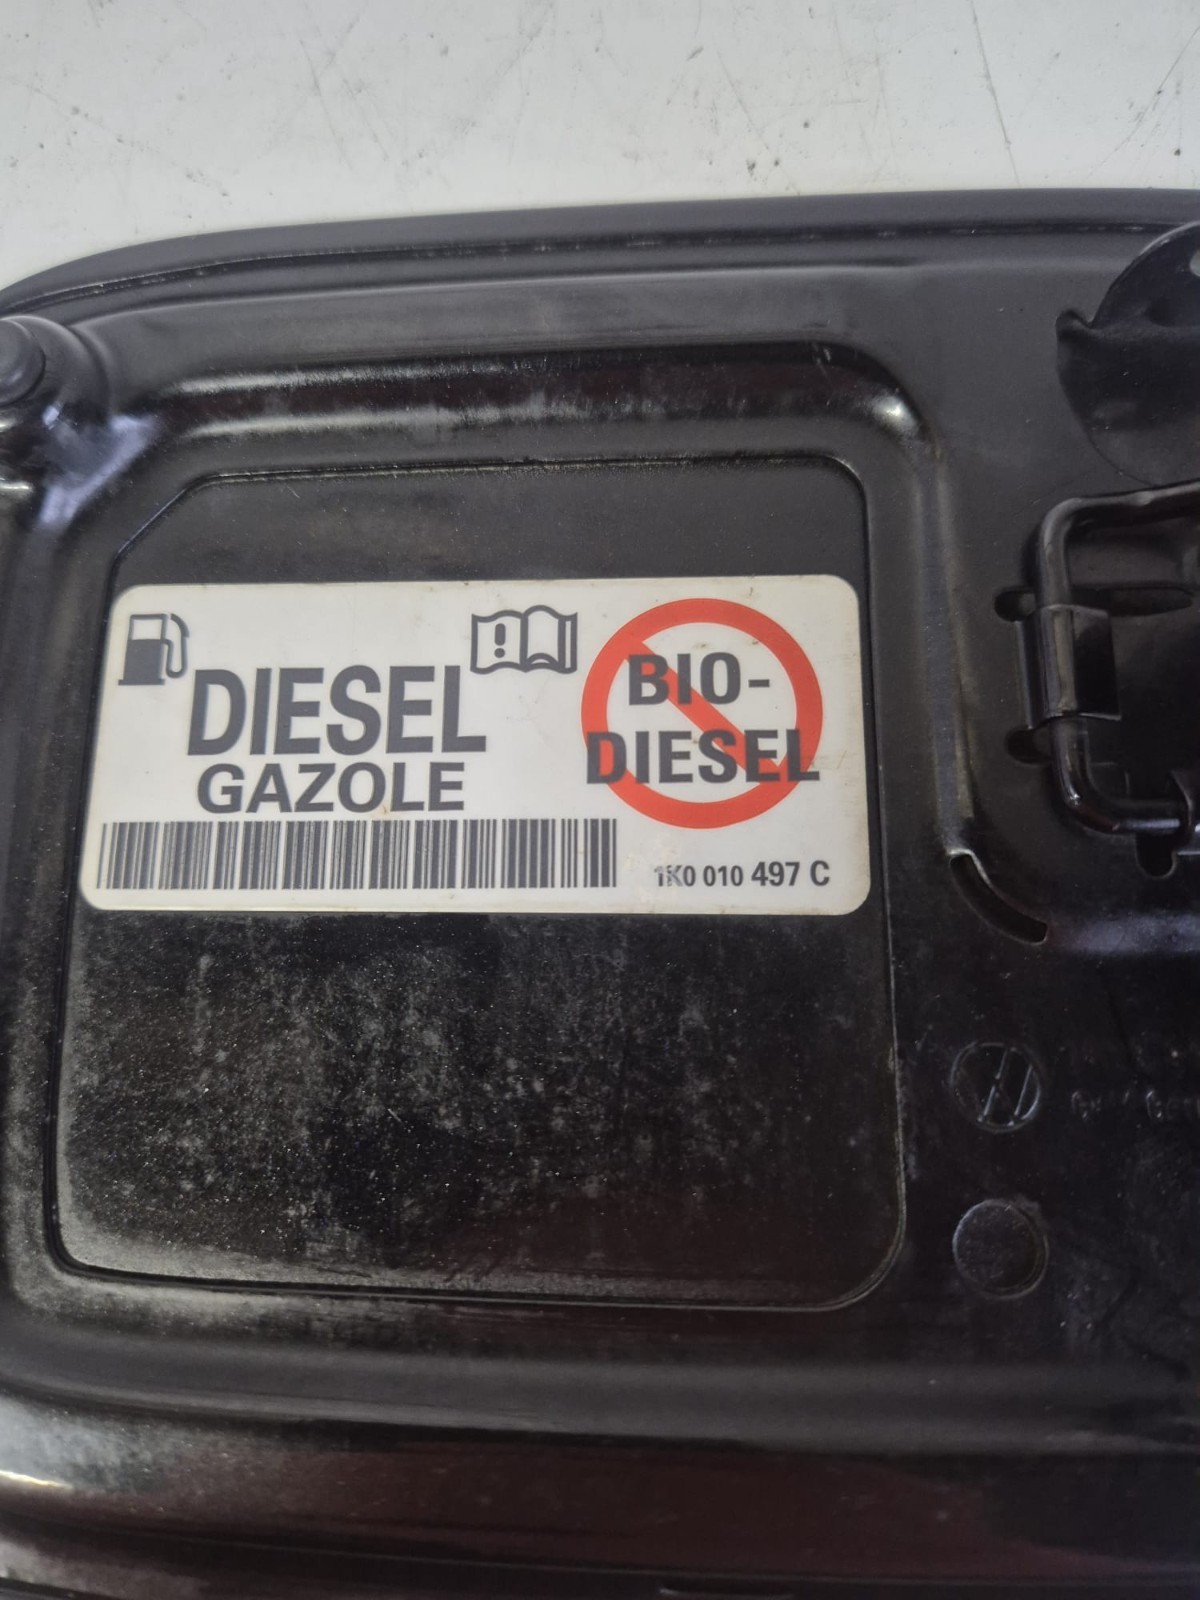 DIESEL
GAZOLE
BIO-
DIESEL
1K0 010 497 C